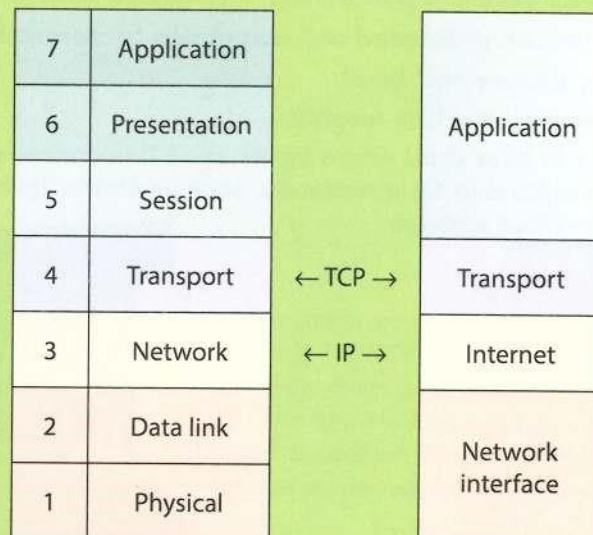 7 Application
6 Presentation
5 Session
4 Transport
3 Network
2 Data link
1 Physical
← TCP →
← IP →
Application
Transport
Internet
Network
interface